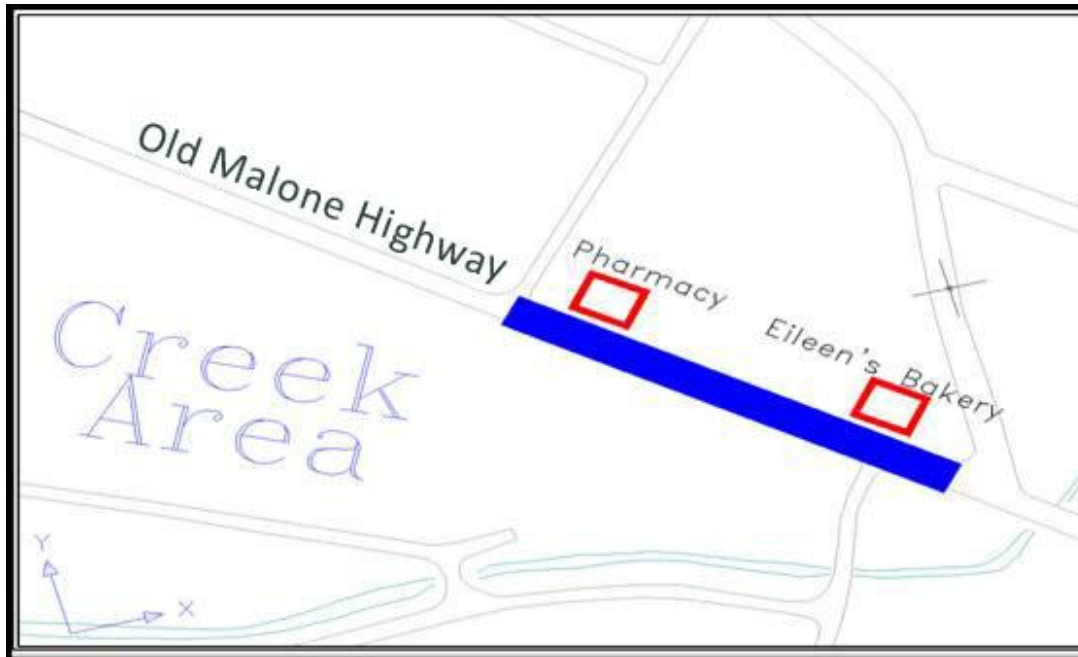 Old Malone Highway
Pharmacy
Eileen's Bakery
Creek
Area
Y
X